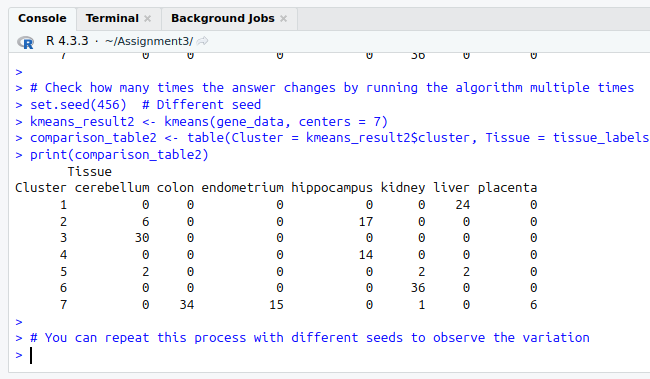 Console Terminal × Background Jobs ×
R R 4.3.3 · ~/Assignment3/
7 0 0 0 0 36 0 0
>
> # Check how many times the answer changes by running the algorithm multiple times
> set.seed(456)  # Different seed
> kmeans_result2 <- kmeans(gene_data, centers = 7)
> comparison_table2 <- table(Cluster = kmeans_result2$cluster, Tissue = tissue_labels
> print(comparison_table2)
       Tissue
Cluster cerebellum colon endometrium hippocampus kidney liver placenta
      1          0     0           0           0      0    24        0
      2          6     0           0          17      0     0        0
      3         30     0           0           0      0     0        0
      4          0     0           0          14      0     0        0
      5          2     0           0           0      2     2        0
      6          0     0           0           0     36     0        0
      7          0    34          15           0      1     0        6
>
> # You can repeat this process with different seeds to observe the variation
>